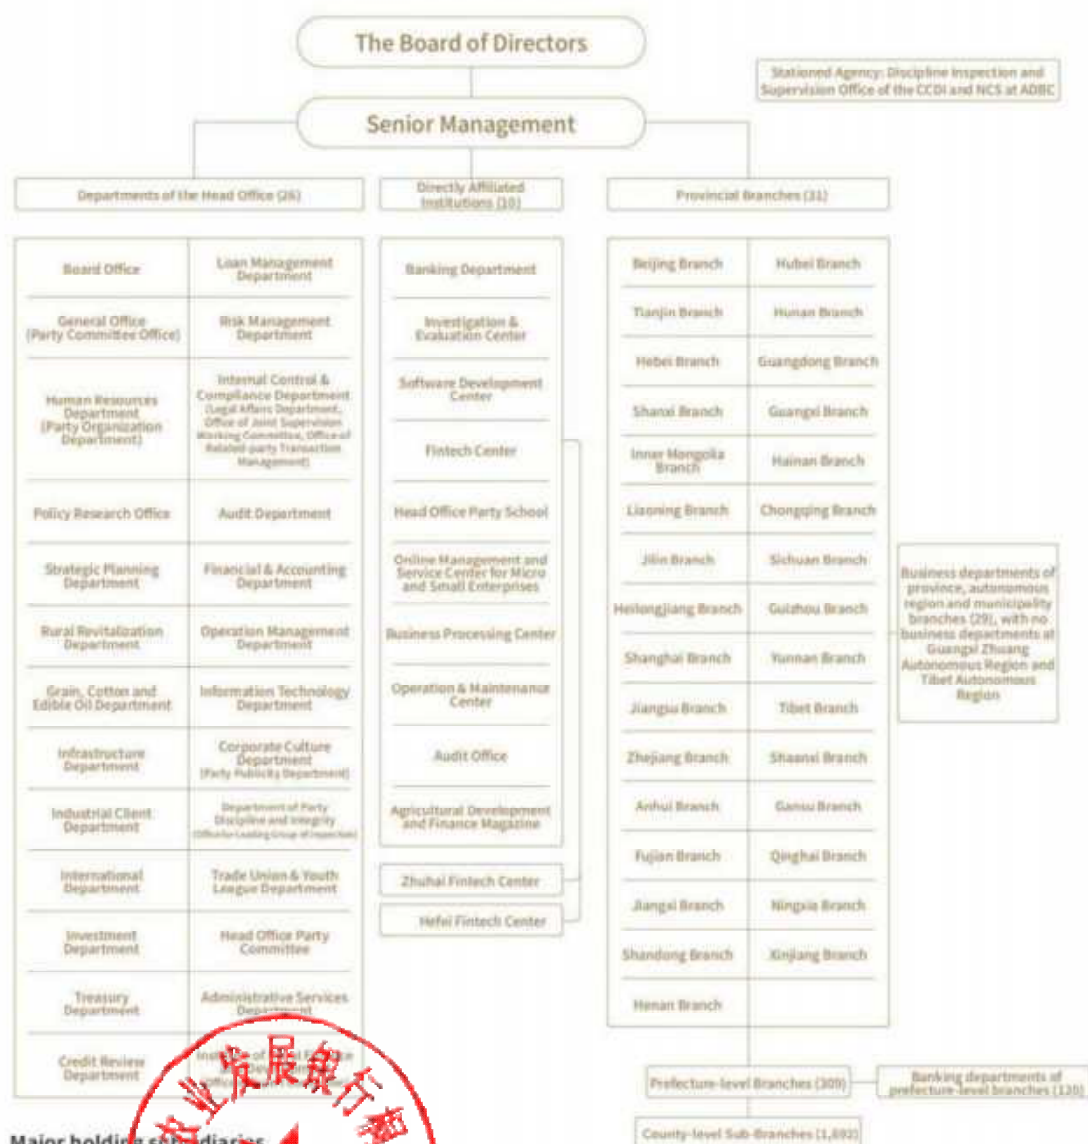 The Board of Directors
Stationed Agency: Discipline Inspection and
Supervision Office of the CCDI and NCS at ADBC
Senior Management
Departments of the Head Office (26)
Directly Affiliated
Institutions (10)
Provincial Branches (31)
Board Office
Loan Management
Department
General Office
(Party Committee Office)
Risk Management
Department
Human Resources
Department
(Party Organization
Department)
Internal Control &
Compliance Department
(Legal Affairs Department,
Office of Joint Supervision
Working Committee, Office of
Related-party Transaction
Management)
Policy Research Office
Audit Department
Strategic Planning
Department
Financial & Accounting
Department
Rural Revitalization
Department
Operation Management
Department
Grain, Cotton and
Edible Oil Department
Information Technology
Department
Infrastructure
Department
Corporate Culture
Department
(Party Publicity Department)
Industrial Client
Department
Department of Party
Discipline and Integrity
(Office for Leading Group of Inspection)
International
Department
Trade Union & Youth
League Department
Investment
Department
Head Office Party
Committee
Treasury
Department
Administrative Services
Department
Credit Review
Department
of
Banking Department
Investigation &
Evaluation Center
Software Development
Center
Fintech Center
Head Office Party School
Online Management and
Service Center for Micro
and Small Enterprises
Business Processing Center
Operation & Maintenance
Center
Audit Office
Agricultural Development
and Finance Magazine
Zhuhai Fintech Center
Hefei Fintech Center
Beijing Branch
Hubei Branch
Tianjin Branch
Hunan Branch
Hebei Branch
Guangdong Branch
Shanxi Branch
Guangxi Branch
Inner Mongolia
Branch
Hainan Branch
Liaoning Branch
Chongqing Branch
Jilin Branch
Sichuan Branch
Heilongjiang Branch
Guizhou Branch
Shanghai Branch
Yunnan Branch
Jiangsu Branch
Tibet Branch
Zhejiang Branch
Shaanxi Branch
Anhui Branch
Gansu Branch
Fujian Branch
Qinghai Branch
Jiangxi Branch
Ningxia Branch
Shandong Branch
Xinjiang Branch
Henan Branch
Business departments of
province, autonomous
region and municipality
branches (29), with no
business departments at
Guangxi Zhuang
Autonomous Region and
Tibet Autonomous
Region
Prefecture-level Branches (309)
Banking departments of
prefecture-level branches (120)
County-level Sub-Branches (1,692)
Major holding subsidiaries
业发展银行